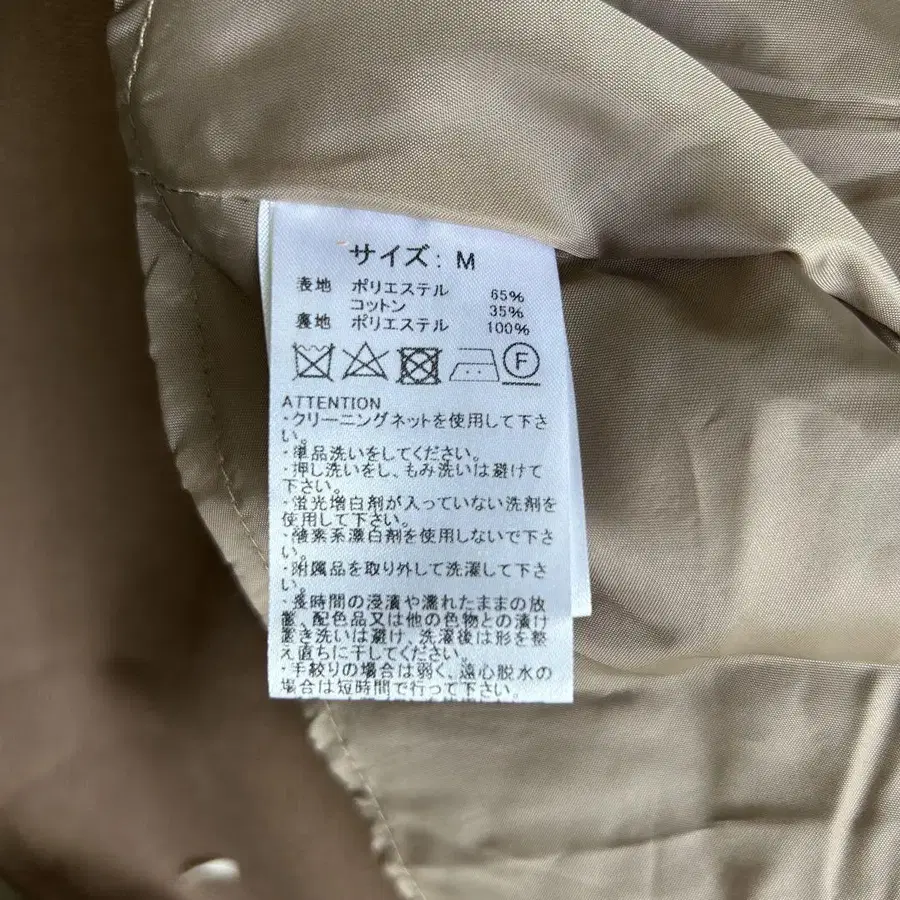 サイズ: M
表地 ポリエステル 65%
コットン 35%
裏地 ポリエステル 100%
F
ATTENTION
・クリーニングネットを使用して下さ
い。
・単品洗いをしてください。
・押し洗いをし、もみ洗いは避けて
下さい。
・蛍光増白剤が入っていない洗剤を
使用して下さい。
・酸素系漂白剤を使用しないで下さ
い。
・附属品を取り外して洗濯して下さ
い。
・長時間の浸漬や濡れたままの放
置、配色品又は他の色物との漬け
置き洗いは避け、洗濯後は形を整
え直ちに干してください。
・手絞りの場合は弱く、遠心脱水の
場合は短時間で行って下さい。